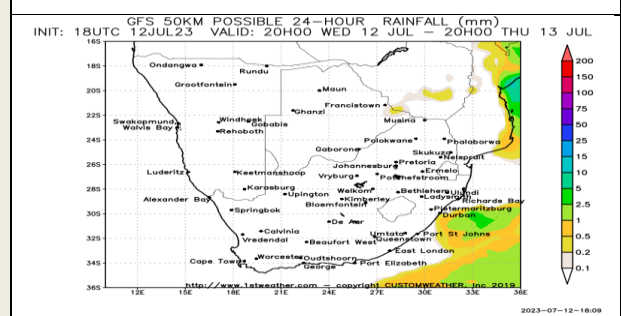 GFS 50KM POSSIBLE 24-HOUR RAINFALL (mm)
INIT: 18UTC 12JUL23 VALID: 20H00 WED 12 JUL - 20H00 THU 13 JUL
16S
Ondangwa
Rundu
200
18S
150
Grootfontein
Maun
100
20S
Francistown
75
Ghanzi
22S
50
Swakopmund
Windhoek
Gobabis
Musina
Walvis Bay
Rehoboth
25
24S
Polokwane
Phalaborwa
20
Gaborone
Skukuza
15
Pretoria
Nelspruit
26S
Johannesburg
10
Luderitz
Keetmanshoop
Vryburg
Potchefstroom
Ermelo
5
28S
Karasburg
Upington
Welkom
Bethlehem
Ulundi
2.5
Alexander Bay
Kimberley
Ladysmith
Richards Bay
Bloemfontein
1
30S
Springbok
Pietermaritzburg
Durban
De Aar
0.5
32S
Calvinia
Umtata
Port St Johns
Vredendal
Beaufort West
Queenstown
0.2
East London
34S
Cape Town
Worcester
Oudtshoorn
0.1
George
Port Elizabeth
36S
http://www.1stweather.com - copyright CUSTOMWEATHER, Inc 2019
12E 15E 18E 21E 24E 27E 30E 33E 36E
2023-07-12-18:09